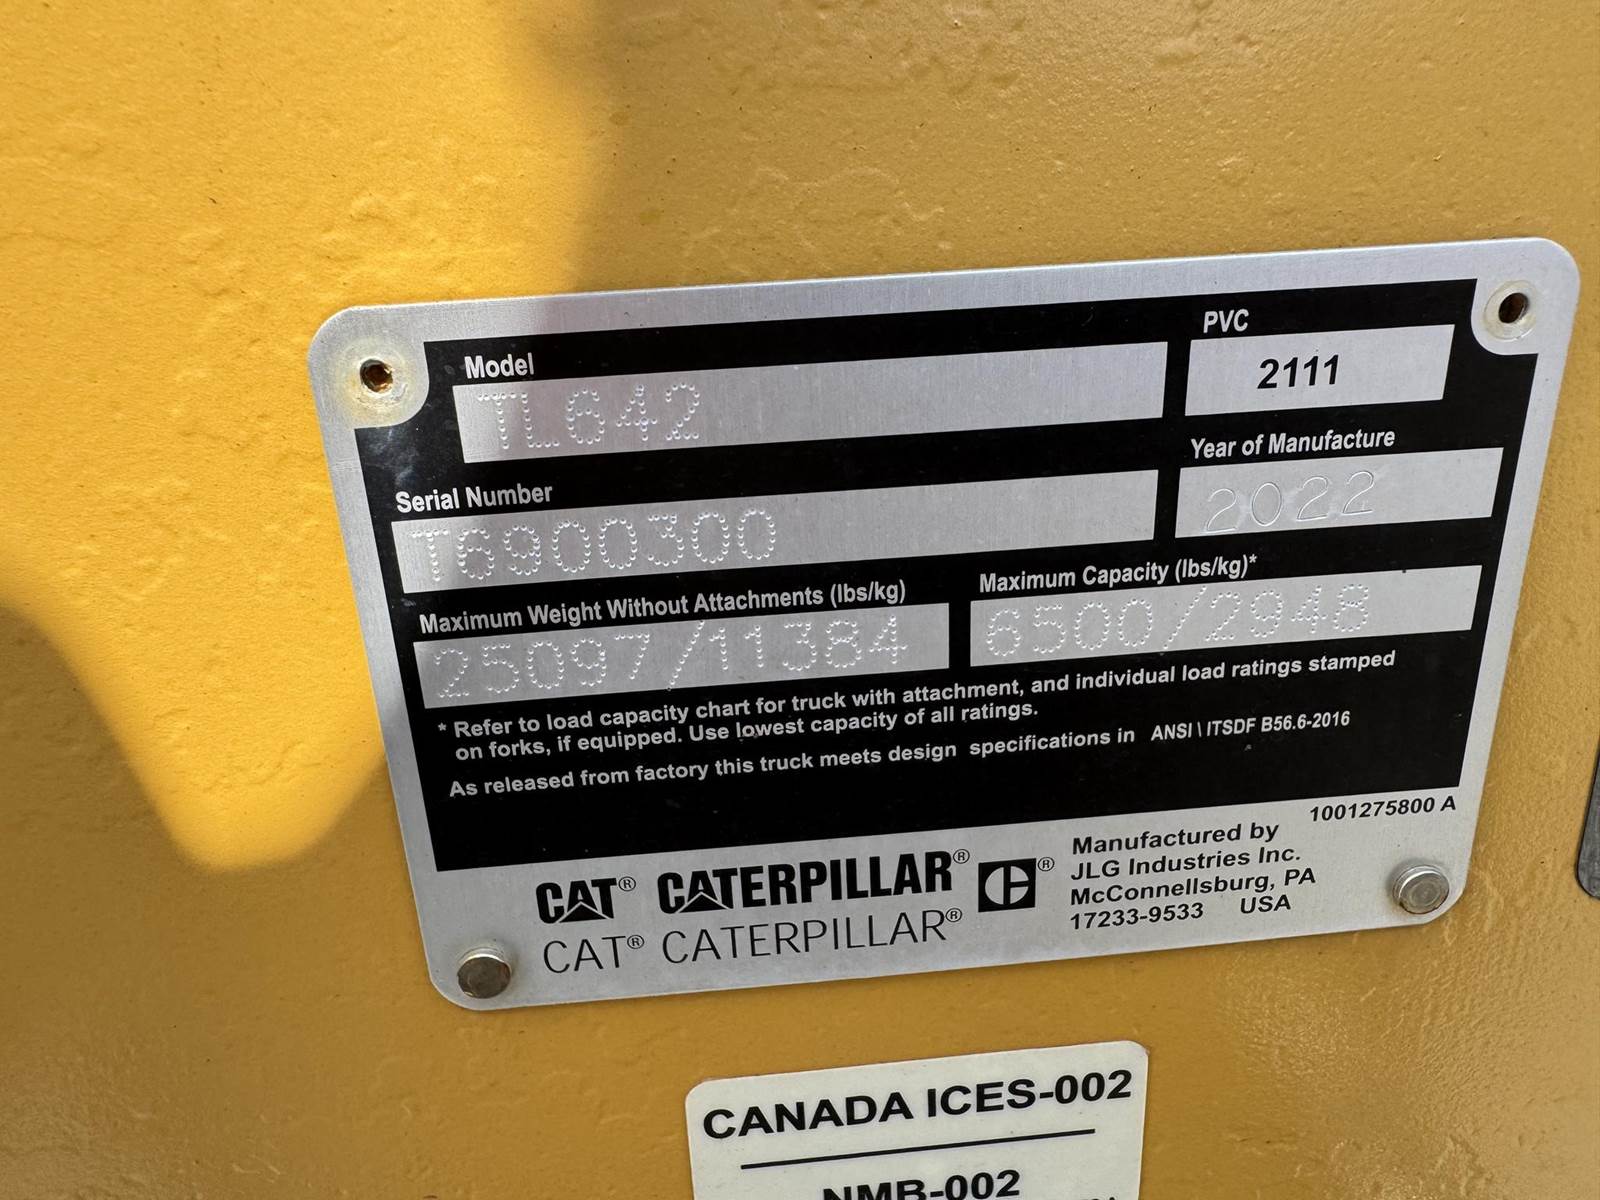 Model
TL642
PVC
2111
Serial Number
T6900300
Year of Manufacture
2022
Maximum Weight Without Attachments (lbs/kg)
25097/11384
Maximum Capacity (lbs/kg)*
6500/2948
* Refer to load capacity chart for truck with attachment, and individual load ratings stamped
on forks, if equipped. Use lowest capacity of all ratings.
As released from factory this truck meets design specifications in ANSI \ ITSDF B56.6-2016
1001275800 A
CAT® CATERPILLAR® C®
CAT® CATERPILLAR®
Manufactured by
JLG Industries Inc.
McConnellsburg, PA
17233-9533 USA
CANADA ICES-002
NMB-002